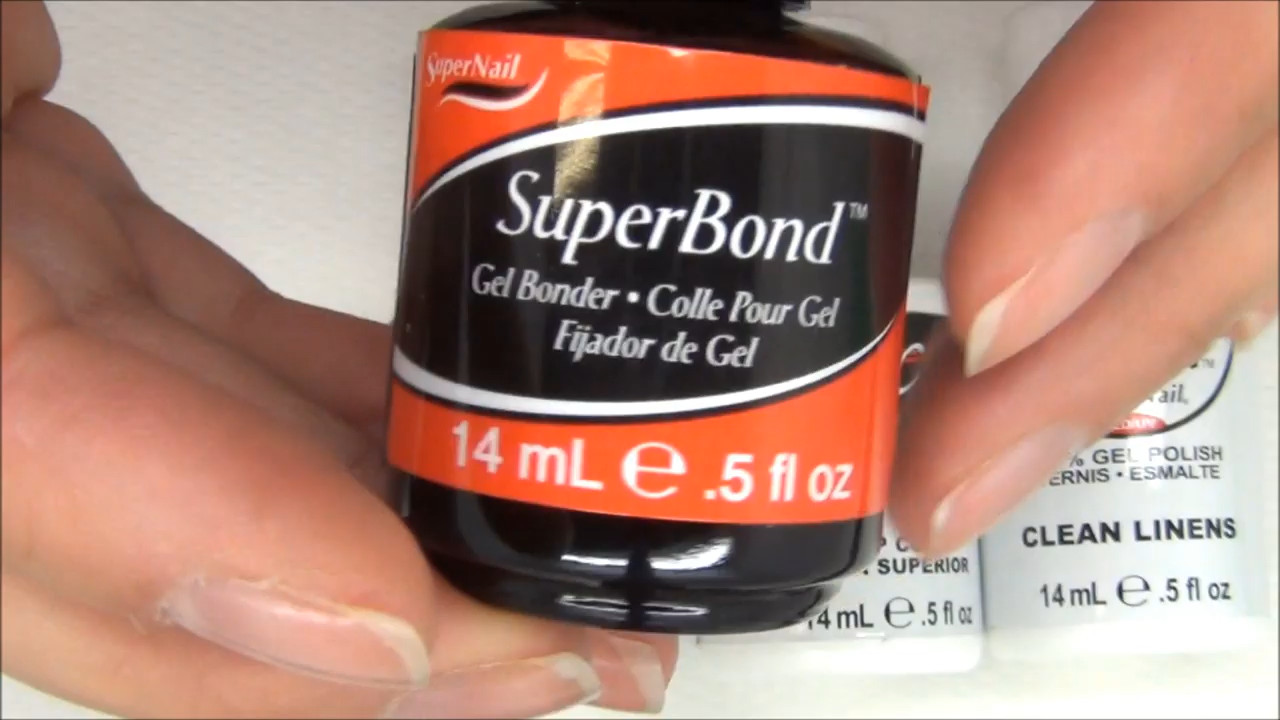 SuperNail
SuperBond™
Gel Bonder • Colle Pour Gel
Fijador de Gel
14 mL e .5 fl oz
% GEL POLISH
ERNIS • ESMALTE
CLEAN LINENS
14 mL e .5 fl oz
SUPERIOR
14 mL e .5 fl oz